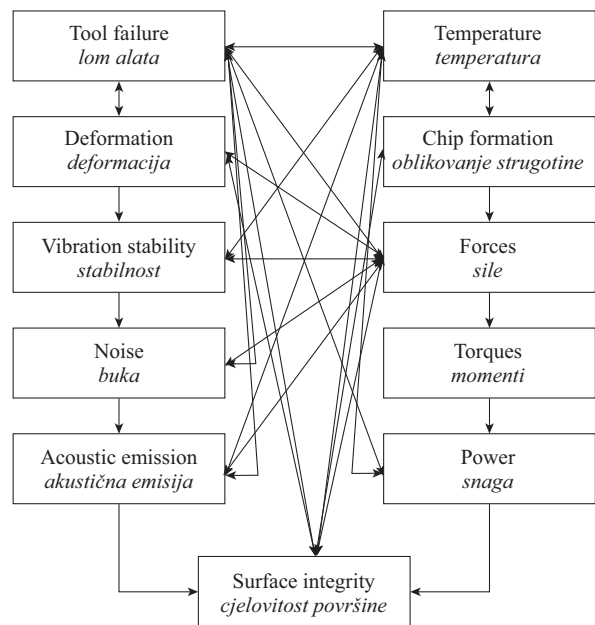 Tool failure
lom alata
Temperature
temperatura
Deformation
deformacija
Chip formation
oblikovanje strugotine
Vibration stability
stabilnost
Forces
sile
Noise
buka
Torques
momenti
Acoustic emission
akustična emisija
Power
snaga
Surface integrity
cjelovitost površine